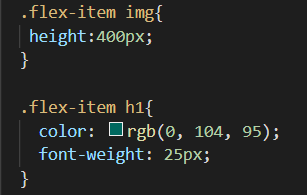 .flex-item img{
height:400px;
}
.flex-item h1{
color: rgb(0, 104, 95);
font-weight: 25px;
}